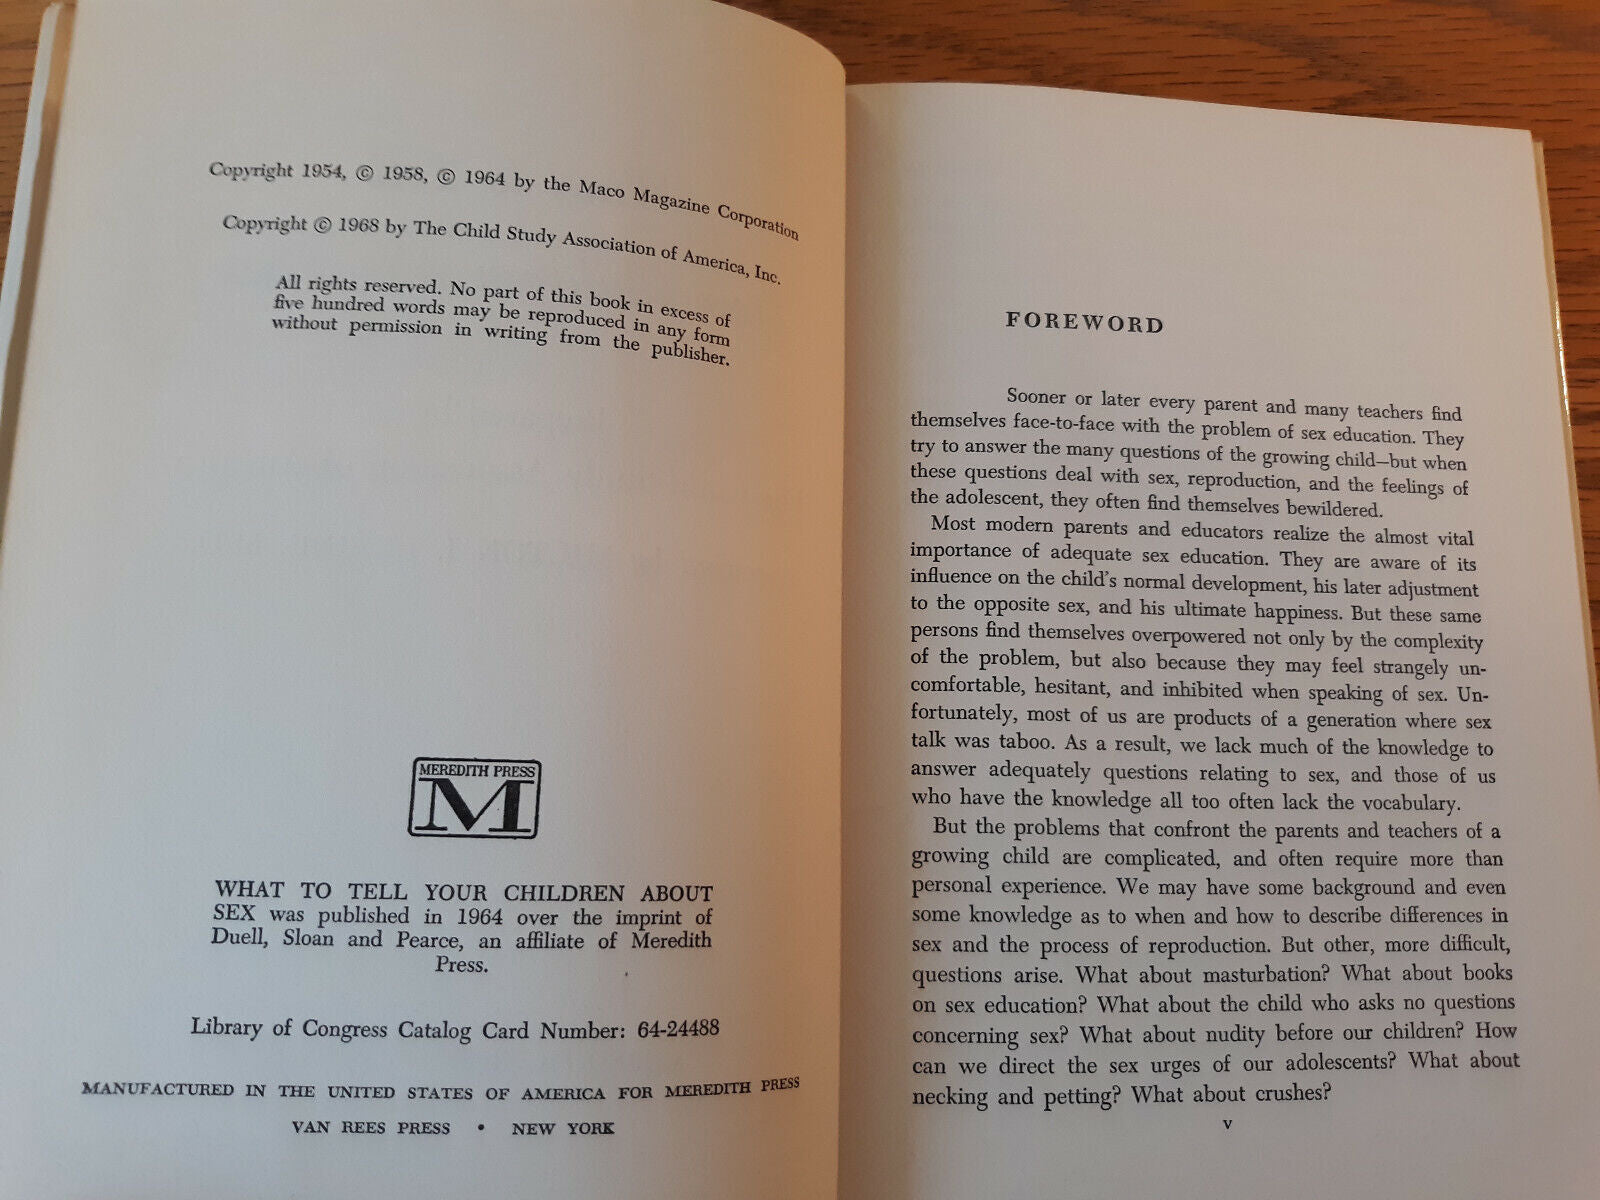 Copyright 1954, © 1958, © 1964 by the Maco Magazine Corporation
Copyright © 1968 by The Child Study Association of America, Inc.
All rights reserved. No part of this book in excess of
five hundred words may be reproduced in any form
without permission in writing from the publisher.
MEREDITH PRESS
M
WHAT TO TELL YOUR CHILDREN ABOUT
SEX was published in 1964 over the imprint of
Duell, Sloan and Pearce, an affiliate of Meredith
Press.
Library of Congress Catalog Card Number: 64-24488
MANUFACTURED IN THE UNITED STATES OF AMERICA FOR MEREDITH PRESS
VAN REES PRESS • NEW YORK
FOREWORD
Sooner or later every parent and many teachers find
themselves face-to-face with the problem of sex education. They
try to answer the many questions of the growing child—but when
these questions deal with sex, reproduction, and the feelings of
the adolescent, they often find themselves bewildered.
Most modern parents and educators realize the almost vital
importance of adequate sex education. They are aware of its
influence on the child's normal development, his later adjustment
to the opposite sex, and his ultimate happiness. But these same
persons find themselves overpowered not only by the complexity
of the problem, but also because they may feel strangely un-
comfortable, hesitant, and inhibited when speaking of sex. Un-
fortunately, most of us are products of a generation where sex
talk was taboo. As a result, we lack much of the knowledge to
answer adequately questions relating to sex, and those of us
who have the knowledge all too often lack the vocabulary.
But the problems that confront the parents and teachers of a
growing child are complicated, and often require more than
personal experience. We may have some background and even
some knowledge as to when and how to describe differences in
sex and the process of reproduction. But other, more difficult,
questions arise. What about masturbation? What about books
on sex education? What about the child who asks no questions
concerning sex? What about nudity before our children? How
can we direct the sex urges of our adolescents? What about
necking and petting? What about crushes?
v